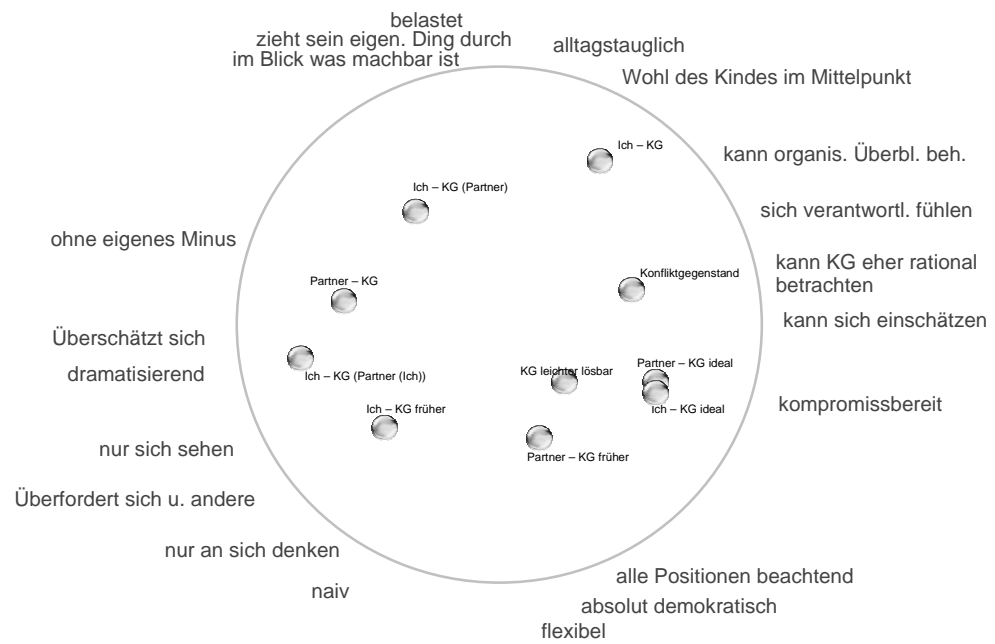 belastet
zieht sein eigen. Ding durch
im Blick was machbar ist
alltagstauglich
Wohl des Kindes im Mittelpunkt
Ich – KG
kann organis. Überbl. beh.
Ich – KG (Partner)
sich verantwortl. fühlen
ohne eigenes Minus
kann KG eher rational
betrachten
Konfliktgegenstand
Partner – KG
kann sich einschätzen
Überschätzt sich
dramatisierend
Ich – KG (Partner (Ich))
KG leichter lösbar
Partner – KG ideal
Ich – KG ideal
kompromissbereit
Ich – KG früher
Partner – KG früher
nur sich sehen
Überfordert sich u. andere
nur an sich denken
naiv
alle Positionen beachtend
absolut demokratisch
flexibel